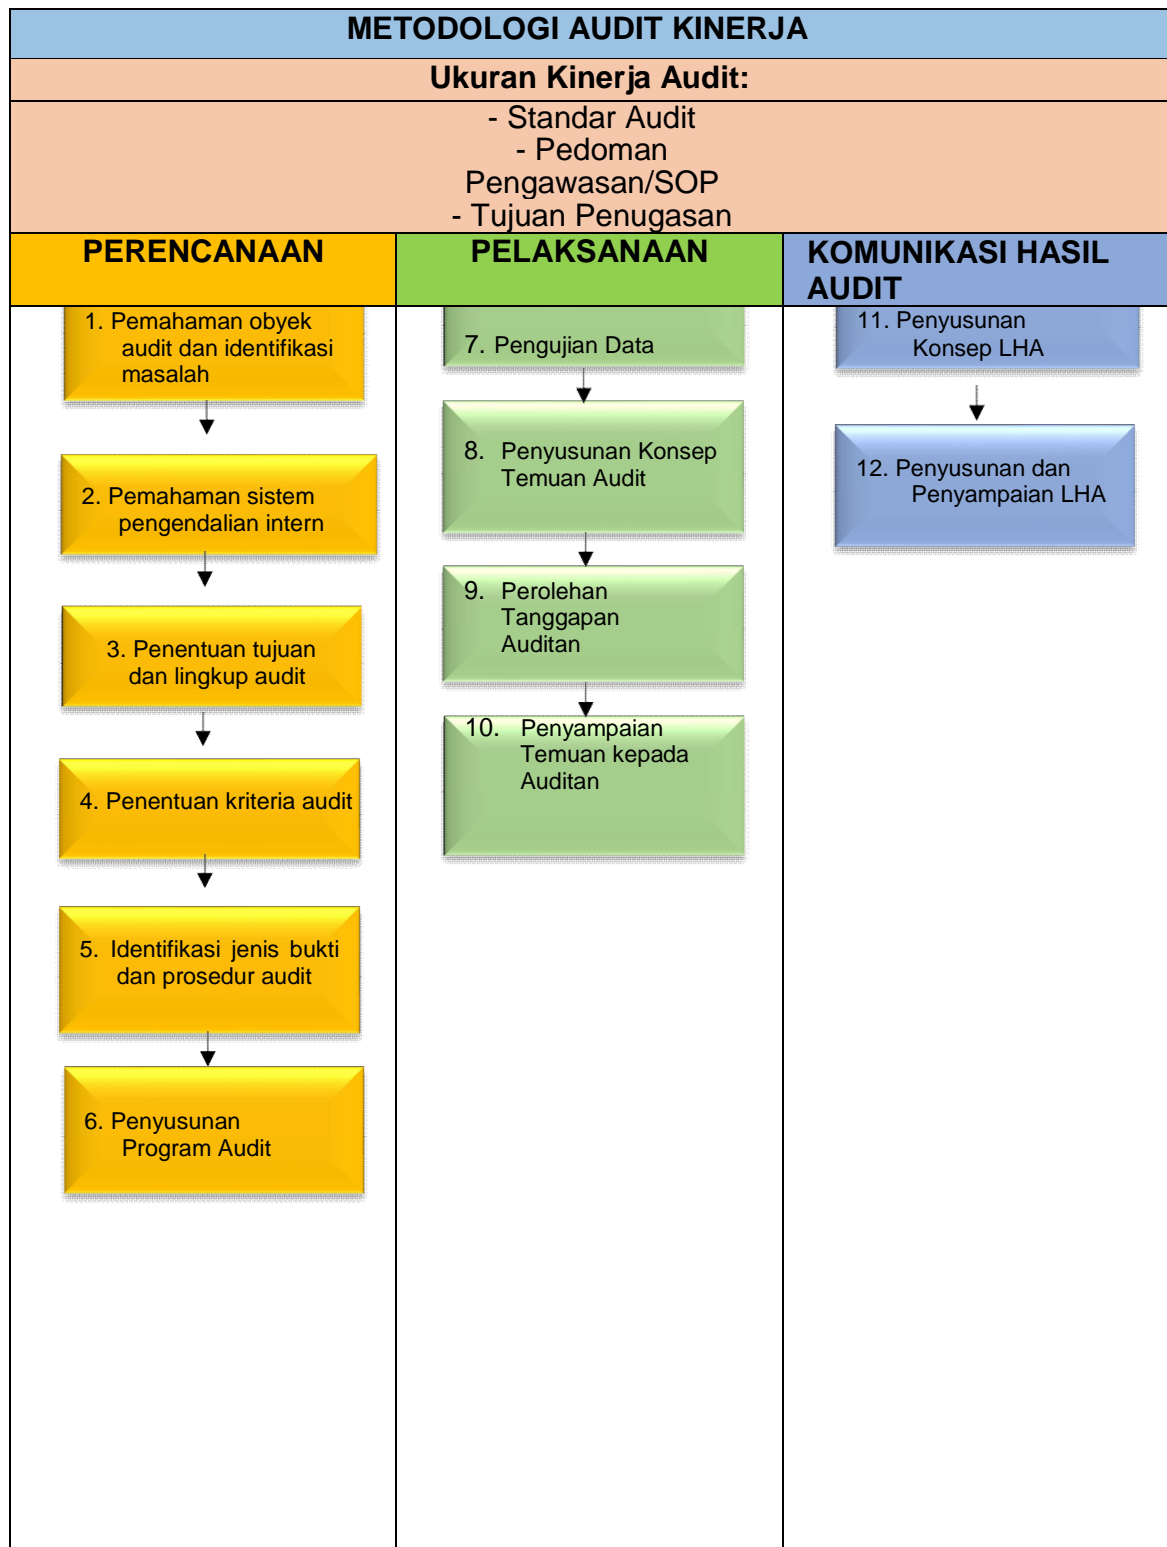 METODOLOGI AUDIT KINERJA
Ukuran Kinerja Audit:
- Standar Audit
- Pedoman
Pengawasan/SOP
- Tujuan Penugasan
PERENCANAAN
1. Pemahaman obyek
audit dan identifikasi
masalah
2. Pemahaman sistem
pengendalian intern
3. Penentuan tujuan
dan lingkup audit
4. Penentuan kriteria audit
5. Identifikasi jenis bukti
dan prosedur audit
6. Penyusunan
Program Audit
PELAKSANAAN
7. Pengujian Data
8. Penyusunan Konsep
Temuan Audit
9. Perolehan
Tanggapan
Auditan
10. Penyampaian
Temuan kepada
Auditan
KOMUNIKASI HASIL
AUDIT
11. Penyusunan
Konsep LHA
12. Penyusunan dan
Penyampaian LHA